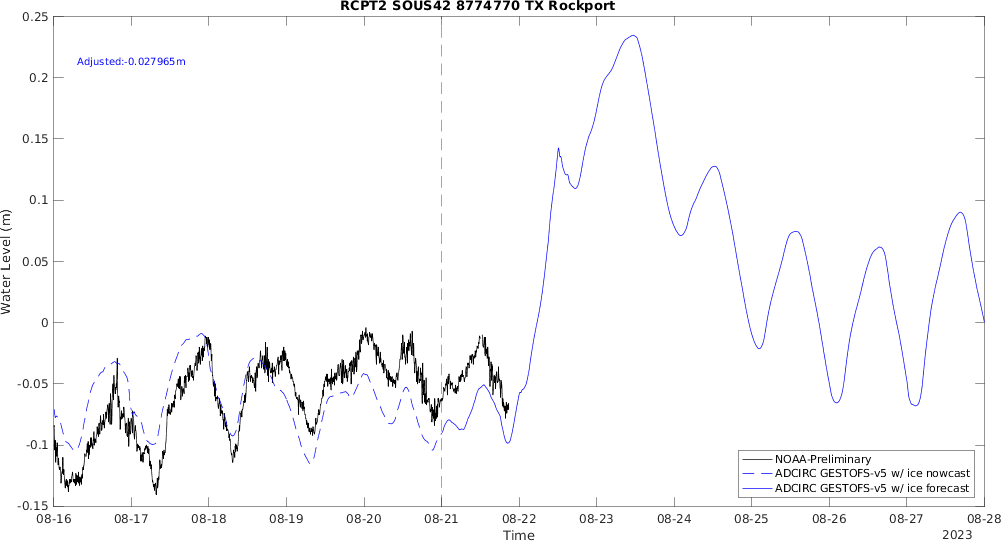 RCPT2 SOUS42 8774770 TX Rockport
0.25
Adjusted:-0.027965m
0.2
0.15
0.1
0.05
0
-0.05
-0.1
-0.15
Water Level (m)
NOAA-Preliminary
ADCIRC GESTOFS-v5 w/ ice nowcast
ADCIRC GESTOFS-v5 w/ ice forecast
08-16 08-17 08-18 08-19 08-20 08-21 08-22 08-23 08-24 08-25 08-26 08-27 08-28
Time
2023